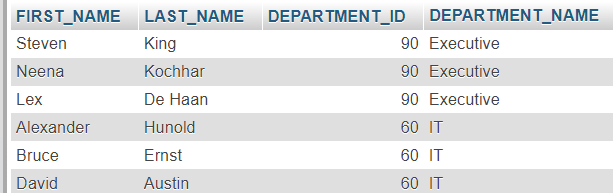 FIRST_NAME LAST_NAME DEPARTMENT_ID DEPARTMENT_NAME
Steven King 90 Executive
Neena Kochhar 90 Executive
Lex De Haan 90 Executive
Alexander Hunold 60 IT
Bruce Ernst 60 IT
David Austin 60 IT